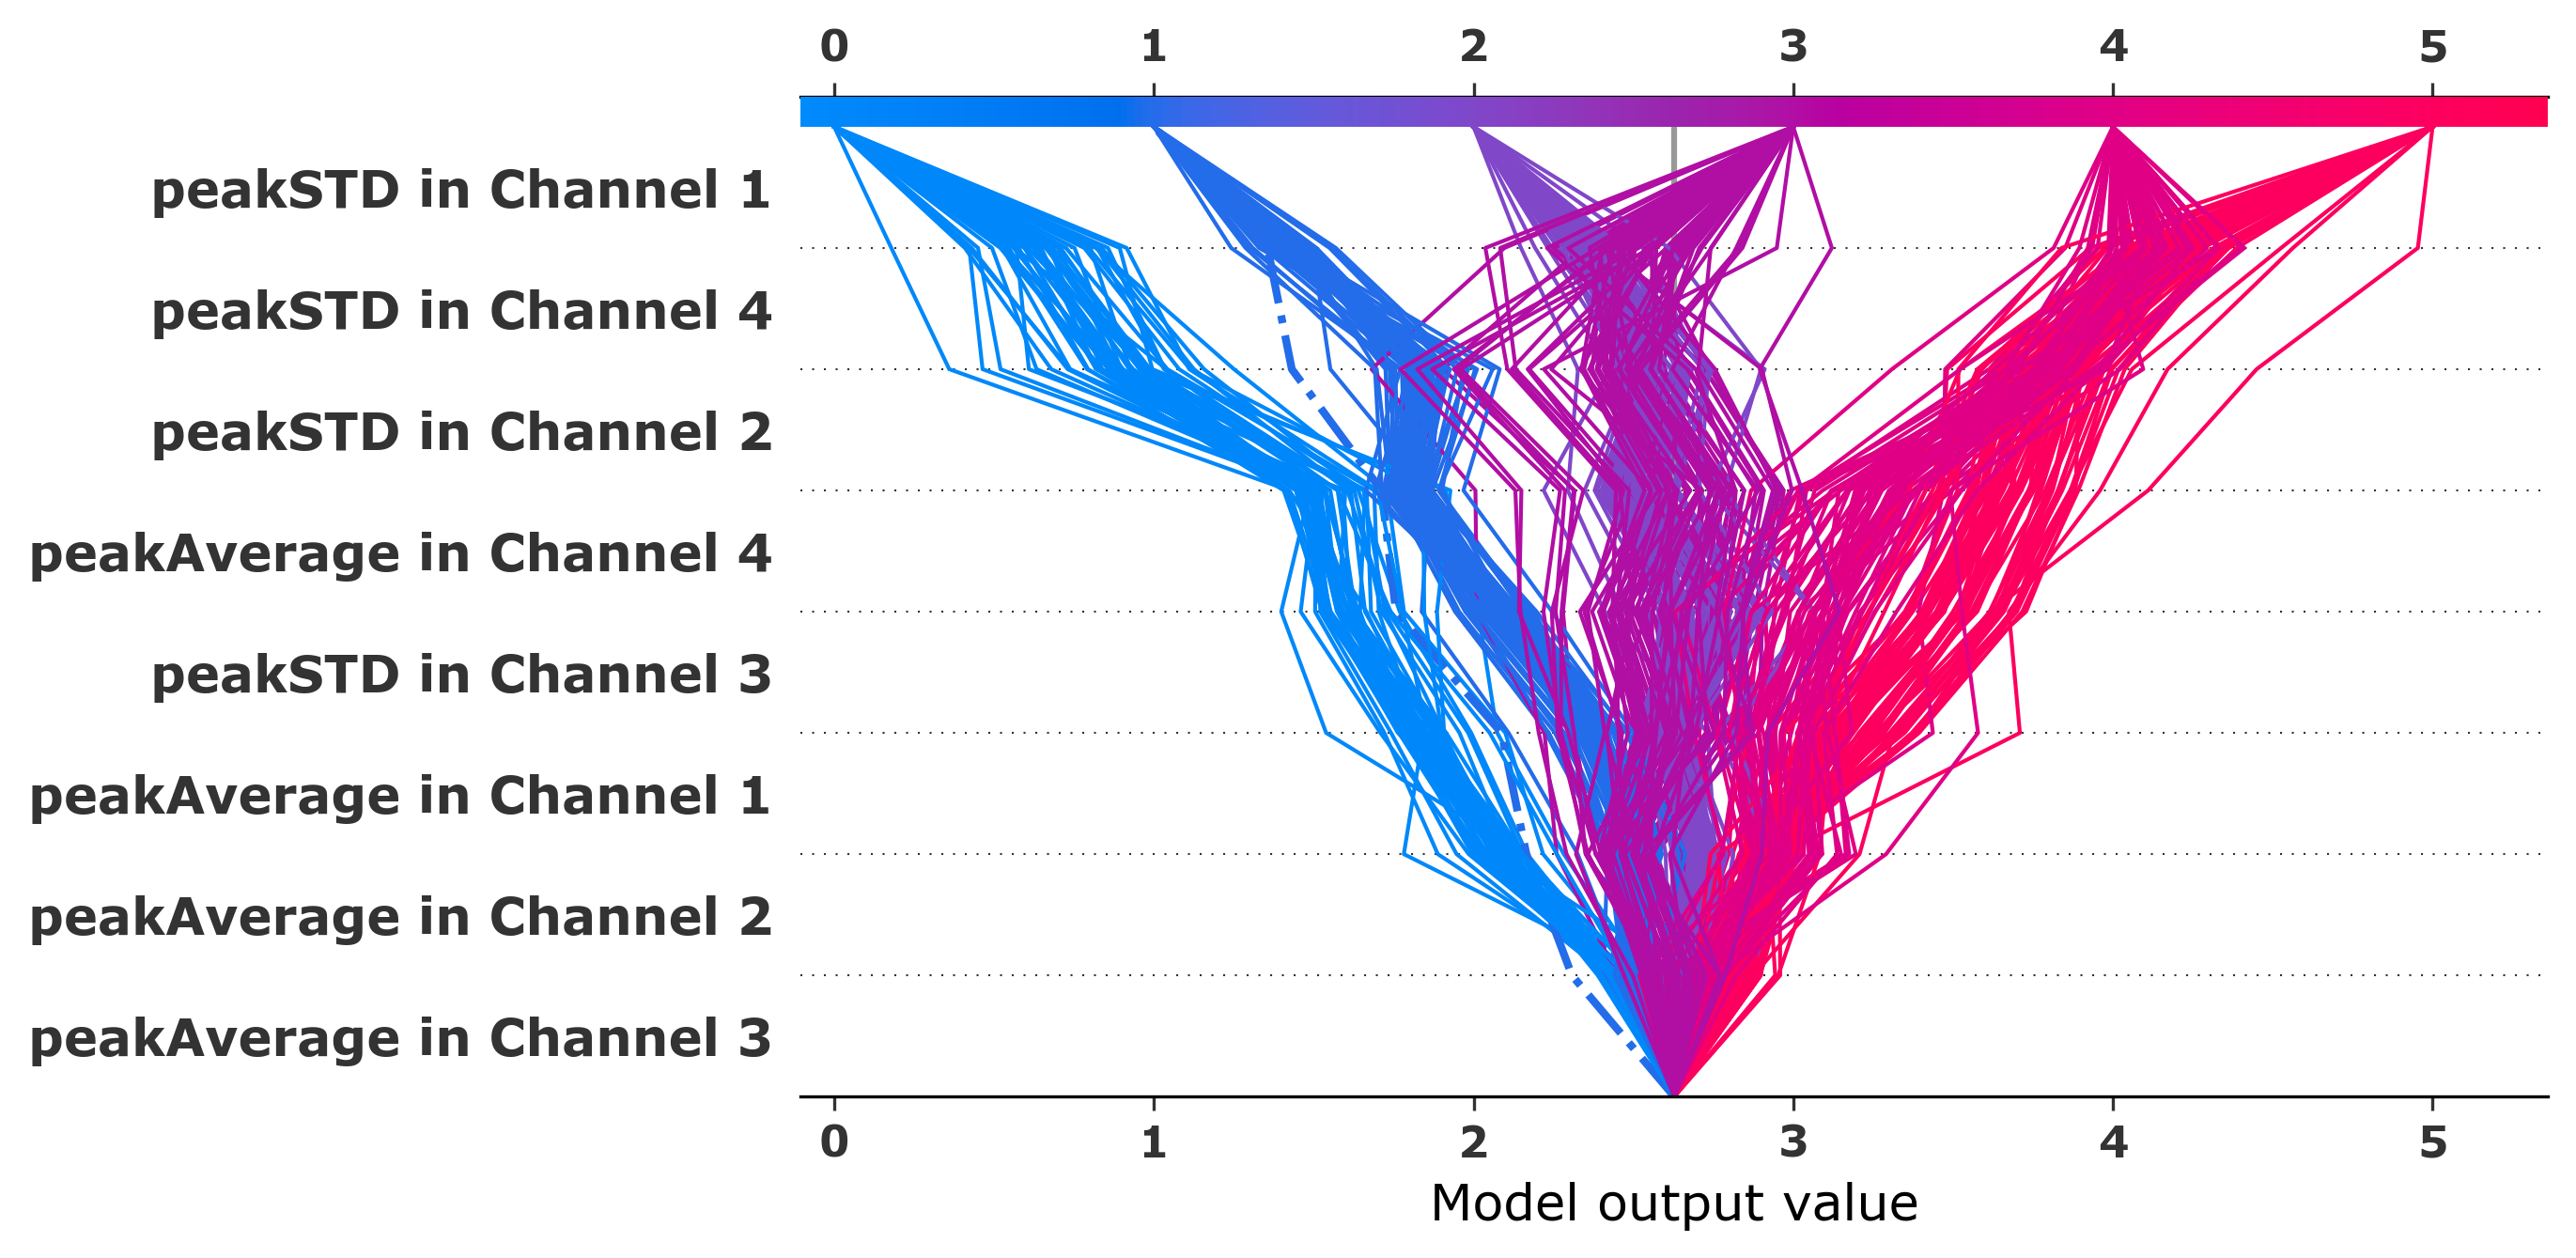 0 1 2 3 4 5
peakSTD in Channel 1
peakSTD in Channel 4
peakSTD in Channel 2
peakAverage in Channel 4
peakSTD in Channel 3
peakAverage in Channel 1
peakAverage in Channel 2
peakAverage in Channel 3
0 1 2 3 4 5
Model output value